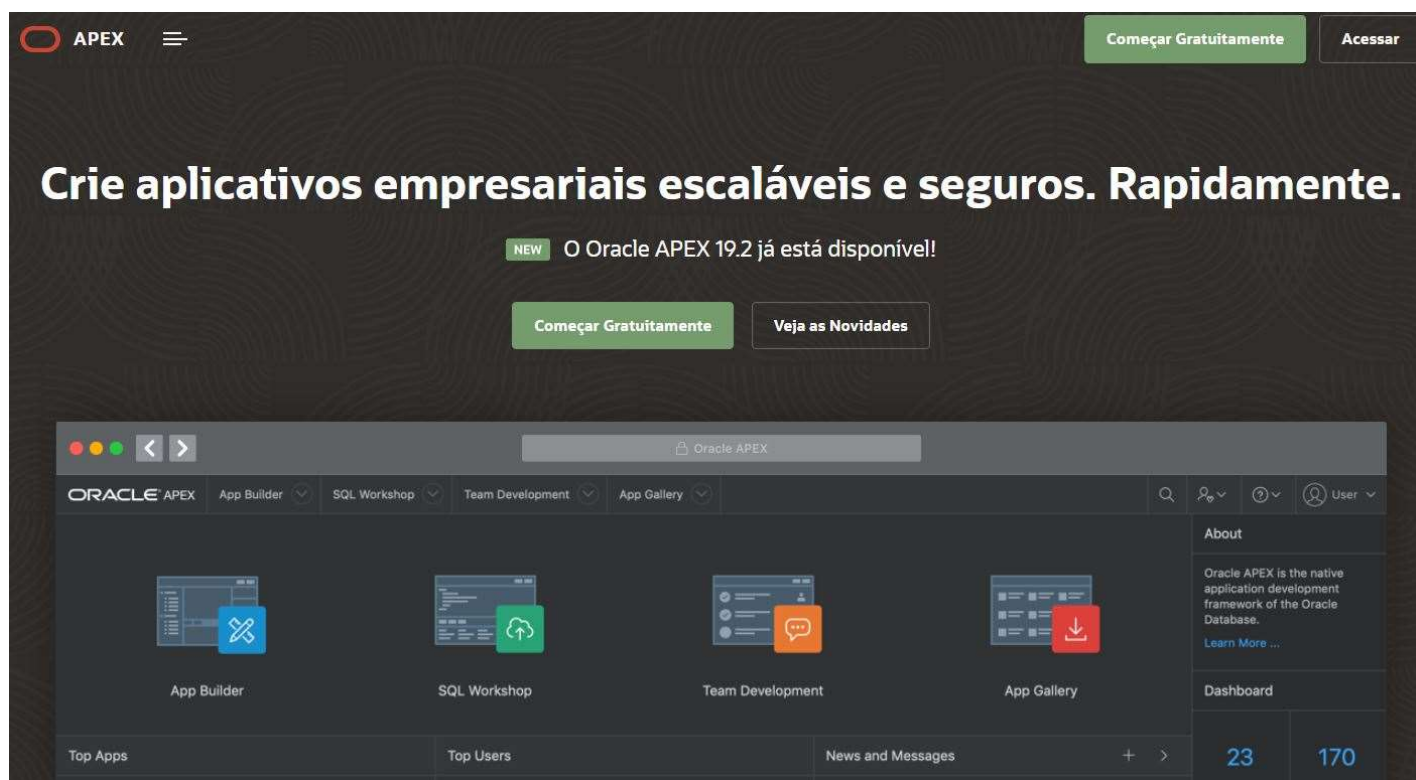 APEX
Começar Gratuitamente
Acessar
Crie aplicativos empresariais escaláveis e seguros. Rapidamente.
NEW O Oracle APEX 19.2 já está disponível!
Começar Gratuitamente
Veja as Novidades
Oracle APEX
ORACLE APEX App Builder SQL Workshop Team Development App Gallery User
App Builder
SQL Workshop
Team Development
App Gallery
About
Oracle APEX is the native
application development
framework of the Oracle
Database.
Learn More ...
Dashboard
Top Apps
Top Users
News and Messages
23
170